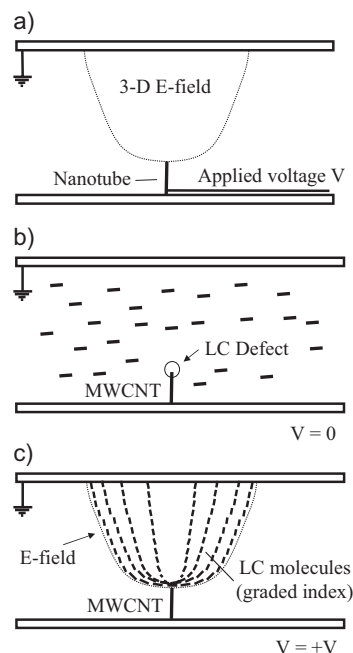 a)
3-D E-field
Nanotube
Applied voltage V
b)
LC Defect
MWCNT
V = 0
c)
E-field
LC molecules
(graded index)
MWCNT
V = +V